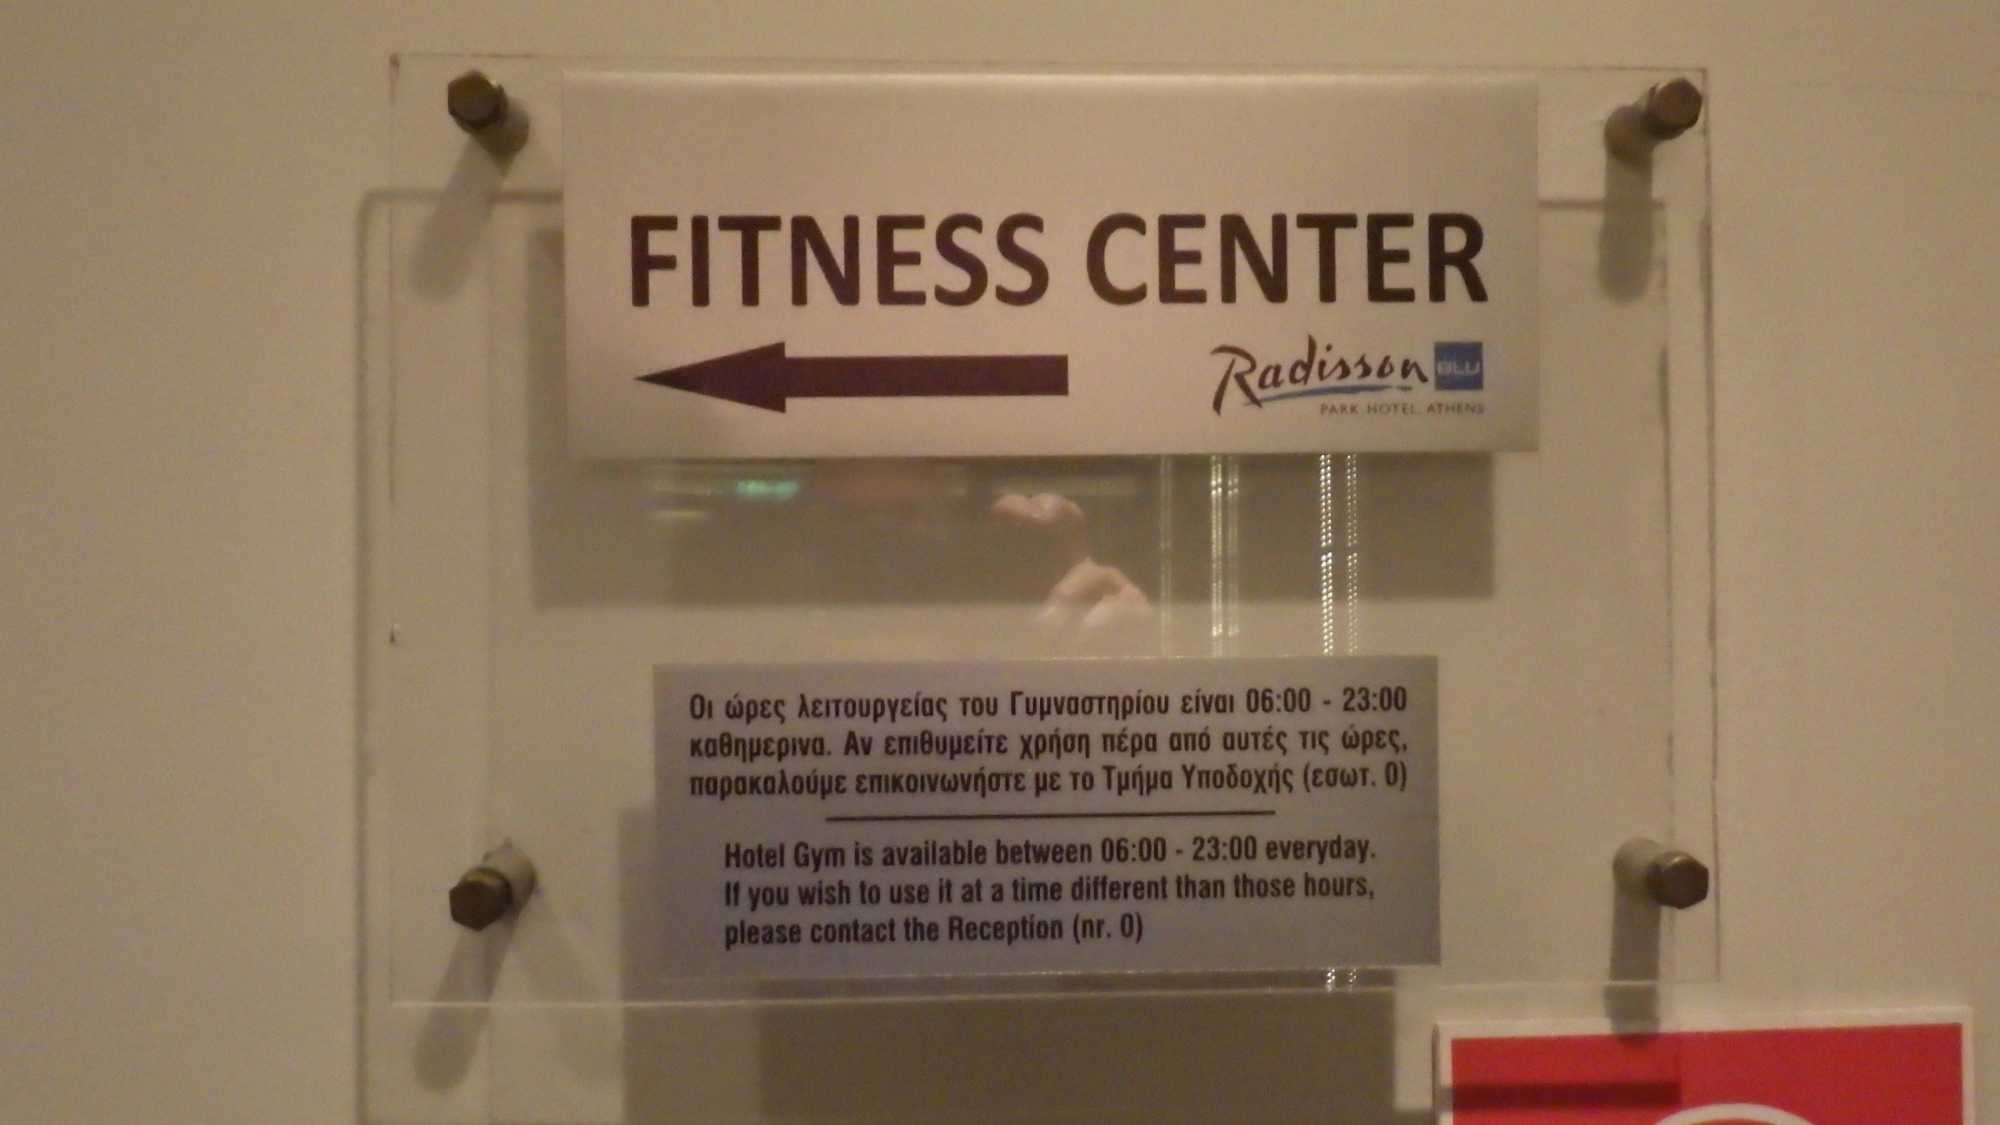 FITNESS CENTER
Radisson BLU
PARK HOTEL, ATHENS
Οι ώρες λειτουργείας του Γυμναστηρίου είναι 06:00 - 23:00
καθημερινα. Αν επιθυμείτε χρήση πέρα από αυτές τις ώρες,
παρακαλούμε επικοινωνήστε με το Τμήμα Υποδοχής (εσωτ. 0)
Hotel Gym is available between 06:00 - 23:00 everyday.
If you wish to use it at a time different than those hours,
please contact the Reception (nr. 0)